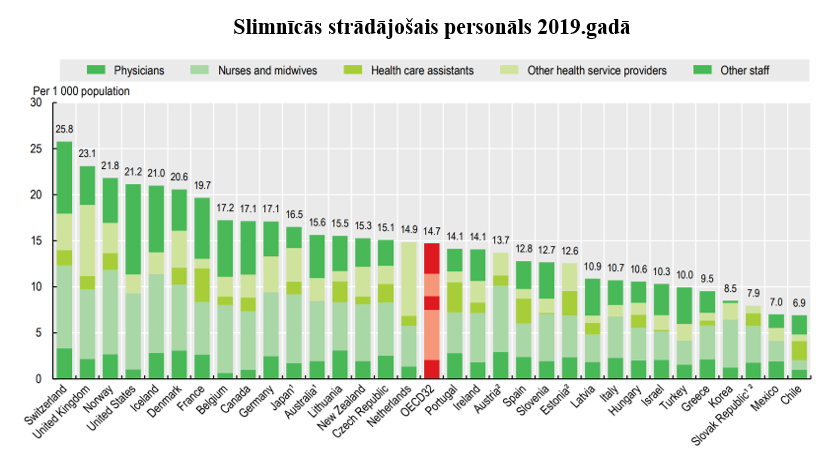 Slimnīcās strādājošais personāls 2019.gadā
Physicians Nurses and midwives Health care assistants Other health service providers Other staff
Per 1 000 population
30
25
20
15
10
5
0
25.8 23.1 21.8 21.2 21.0 20.6 19.7 17.2 17.1 17.1 16.5 15.6 15.5 15.3 15.1 14.9 14.7 14.1 14.1 13.7 12.8 12.7 12.6 10.9 10.7 10.6 10.3 10.0 9.5 8.5 7.9 7.0 6.9
Switzerland
United Kingdom
Norway
United States
Iceland
Denmark
France
Belgium
Canada
Germany
Japan¹
Australia¹
Lithuania
New Zealand
Czech Republic
Netherlands
OECD32
Portugal
Ireland
Austria²
Spain
Slovenia
Estonia²
Latvia
Italy
Hungary
Israel
Turkey
Greece
Korea
Slovak Republic¹ ²
Mexico
Chile